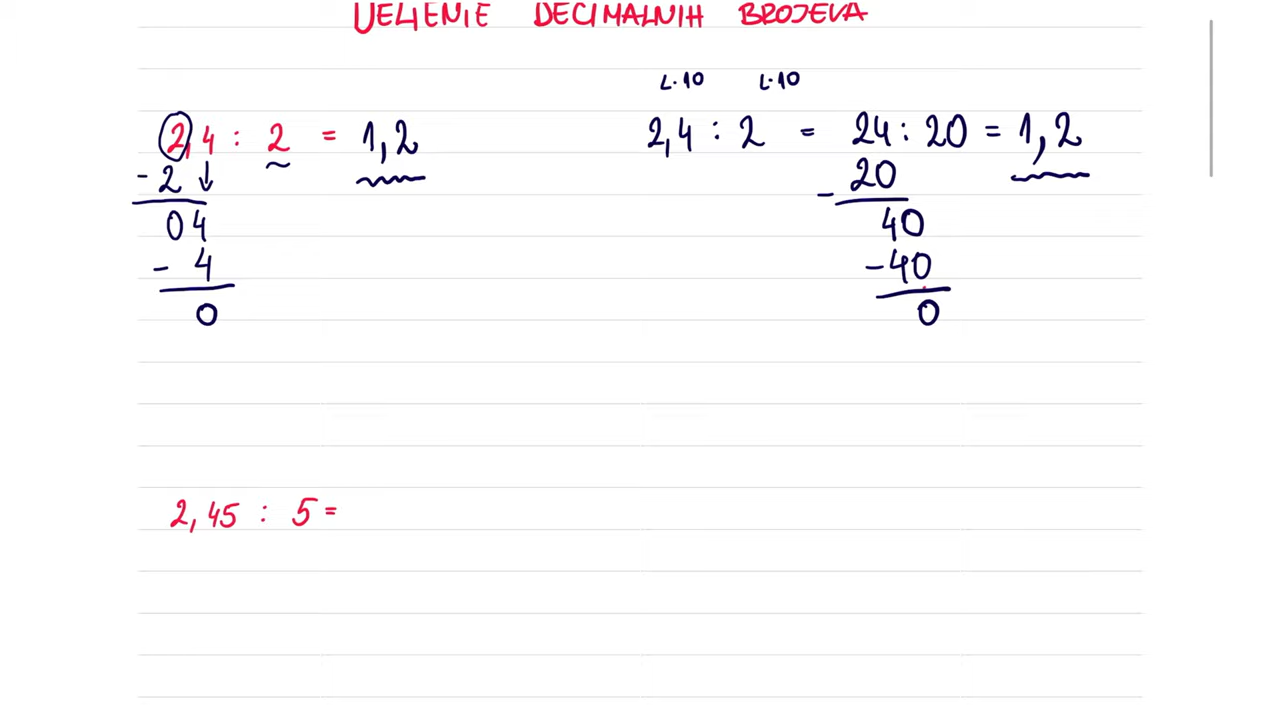 DELJENJE DECIMALNIH BROJEVA
L·10 L·10
2,4 : 2 = 1,2
2,4 : 2 = 24 : 20 = 1,2
- 2 ↓
- 20
04
40
- 4
- 40
0
0
2,45 : 5 =